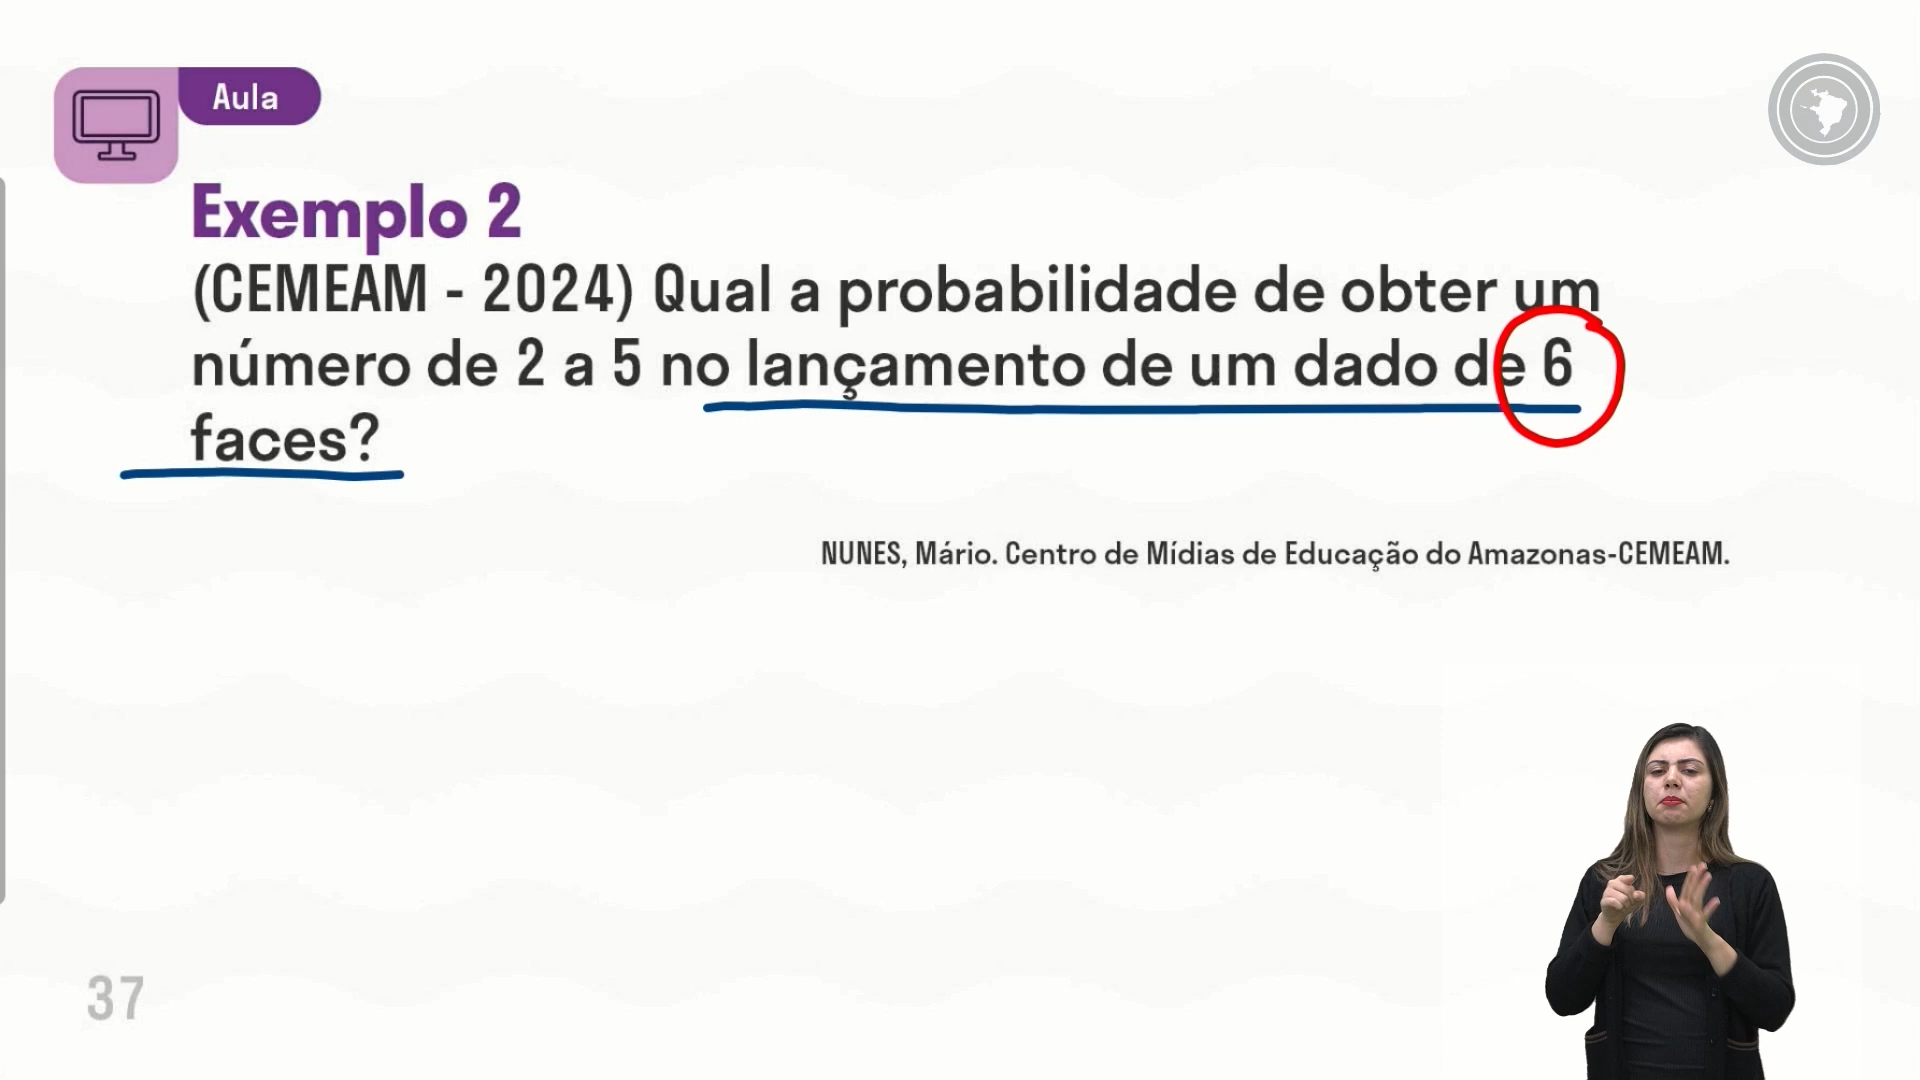 Aula
Exemplo 2
(CEMEAM - 2024) Qual a probabilidade de obter um
número de 2 a 5 no lançamento de um dado de 6
faces?
NUNES, Mário. Centro de Mídias de Educação do Amazonas-CEMEAM.
37